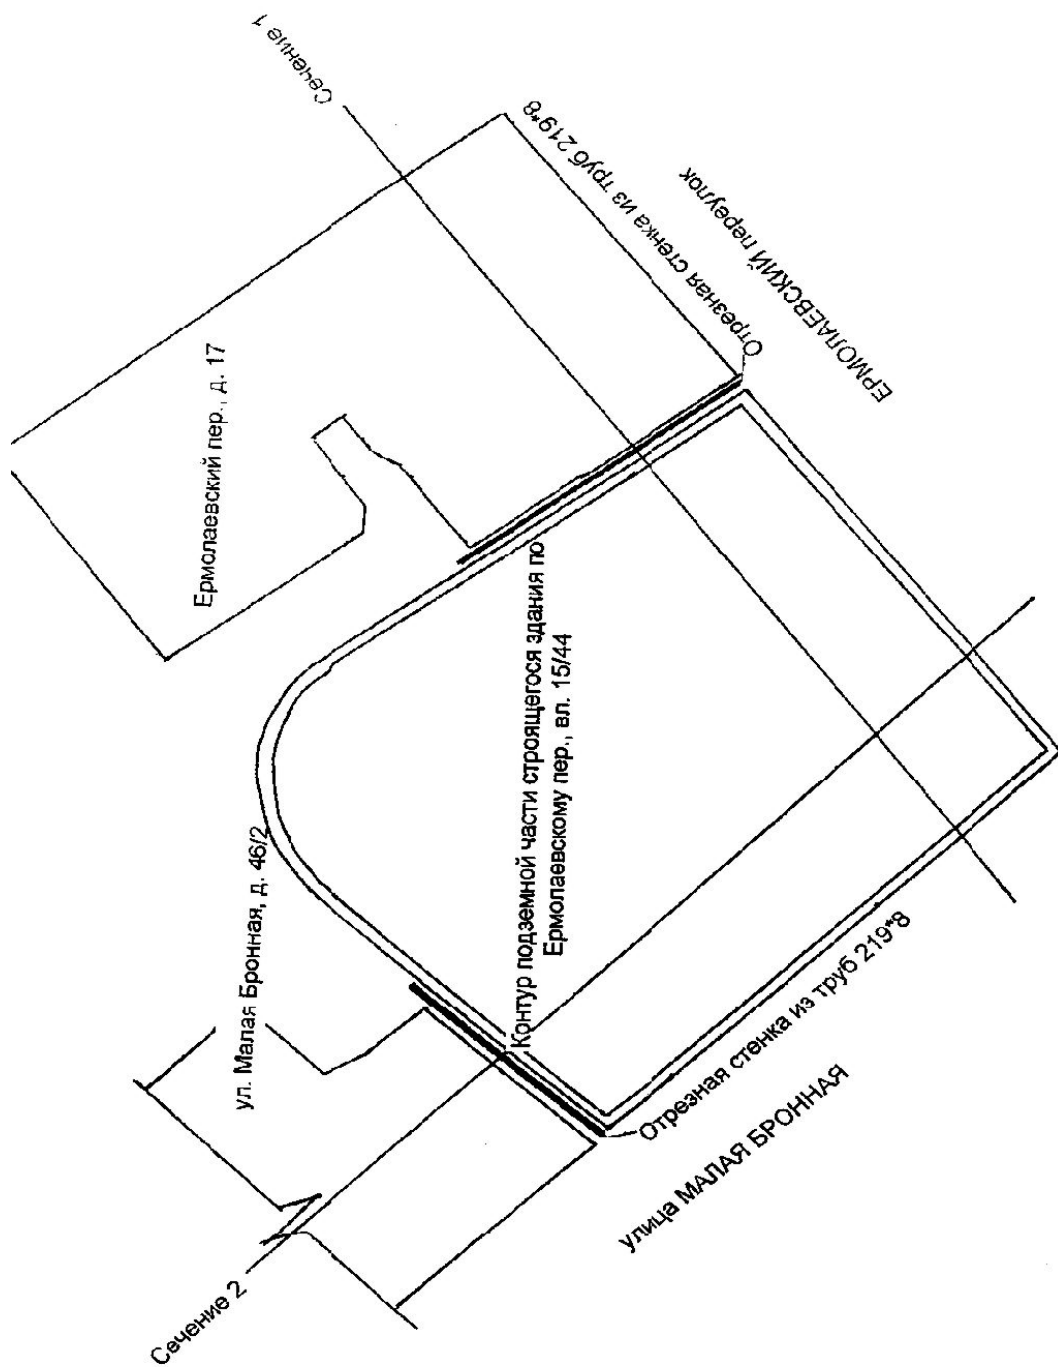 Сечение 1
Отрезная стенка из труб 219*8
ЕРМОЛАЕВСКИЙ переулок
Ермолаевский пер., д. 17
Контур подземной части строящегося здания по
Ермолаевскому пер., вл. 15/44
ул. Малая Бронная, д. 46/2
Отрезная стенка из труб 219*8
улица МАЛАЯ БРОННАЯ
Сечение 2